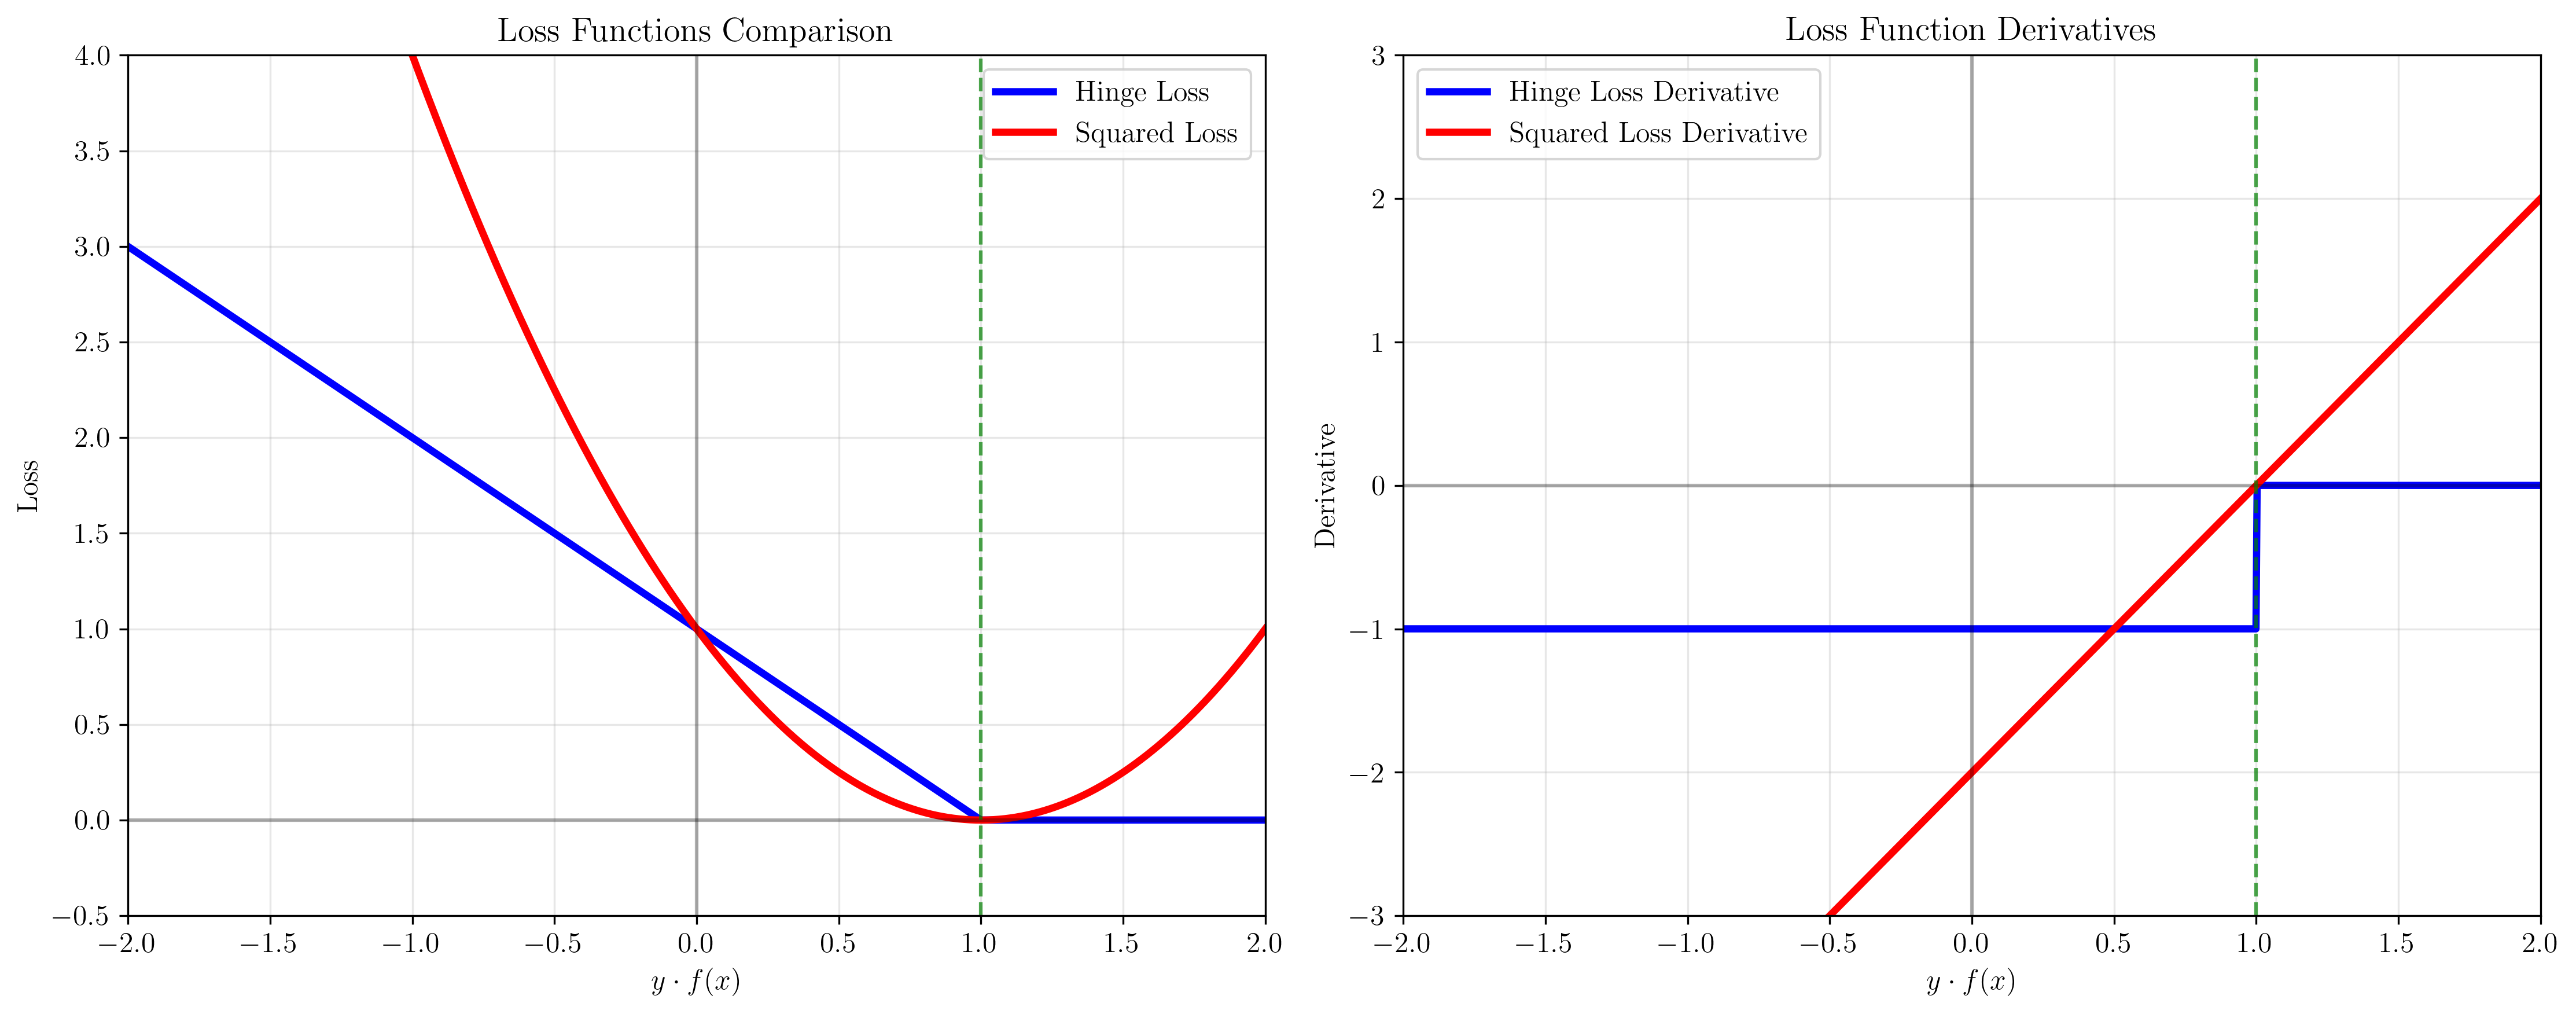 Loss Functions Comparison
4.0
3.5
3.0
2.5
2.0
1.5
1.0
0.5
0.0
−0.5
Loss
Hinge Loss
Squared Loss
−2.0 −1.5 −1.0 −0.5 0.0 0.5 1.0 1.5 2.0
y · f(x)
Loss Function Derivatives
3
2
1
0
−1
−2
−3
Derivative
Hinge Loss Derivative
Squared Loss Derivative
−2.0 −1.5 −1.0 −0.5 0.0 0.5 1.0 1.5 2.0
y · f(x)